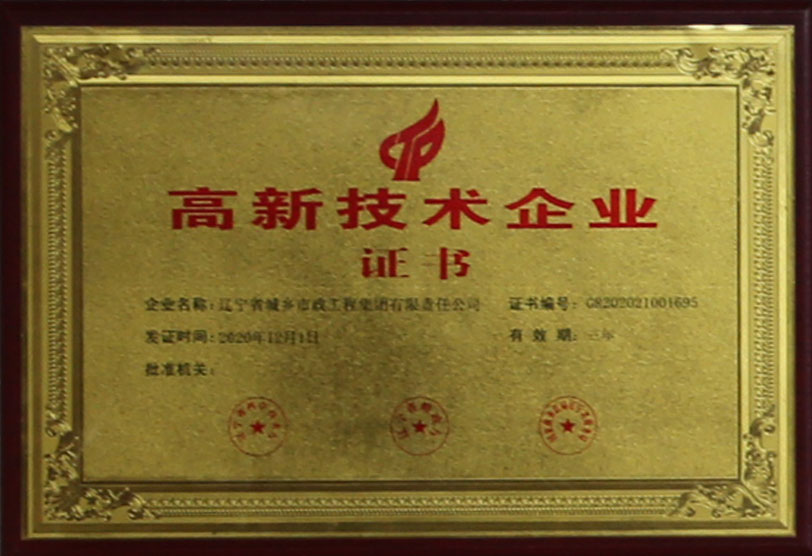 高新技术企业
证书
企业名称：辽宁省城乡市政工程集团有限责任公司 证书编号：GR202021001695
发证时间：2020年12月1日 有 效 期：三年
批准机关：